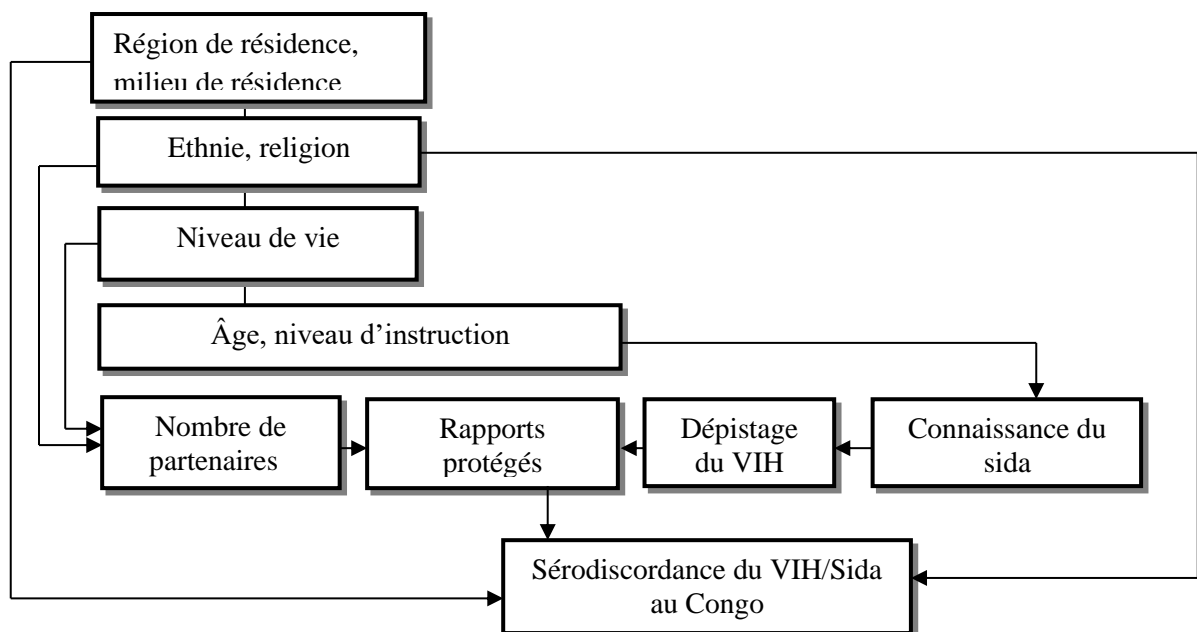 Région de résidence,
milieu de résidence
Ethnie, religion
Niveau de vie
Âge, niveau d’instruction
Nombre de
partenaires
Rapports
protégés
Dépistage
du VIH
Connaissance du
sida
Sérodiscordance du VIH/Sida
au Congo